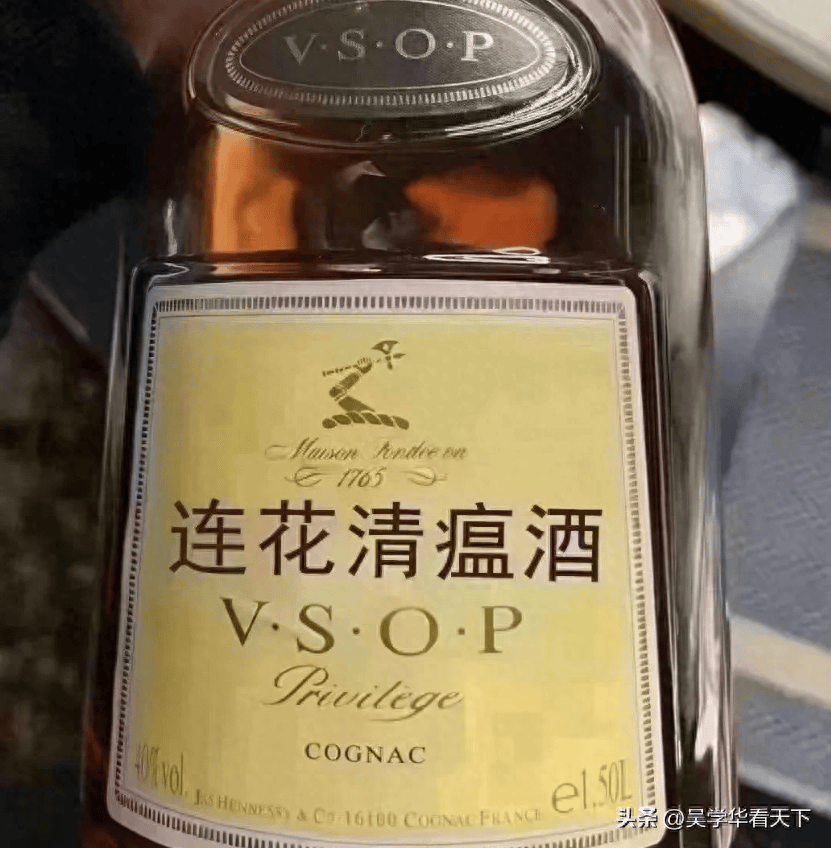 V·S·O·P
Maison Fondée en
1765
连花清瘟酒
V·S·O·P
Privilège
COGNAC
40%vol. JAS HENNESSY & Co 16100 COGNAC FRANCE e1.50L
头条 @吴学华看天下